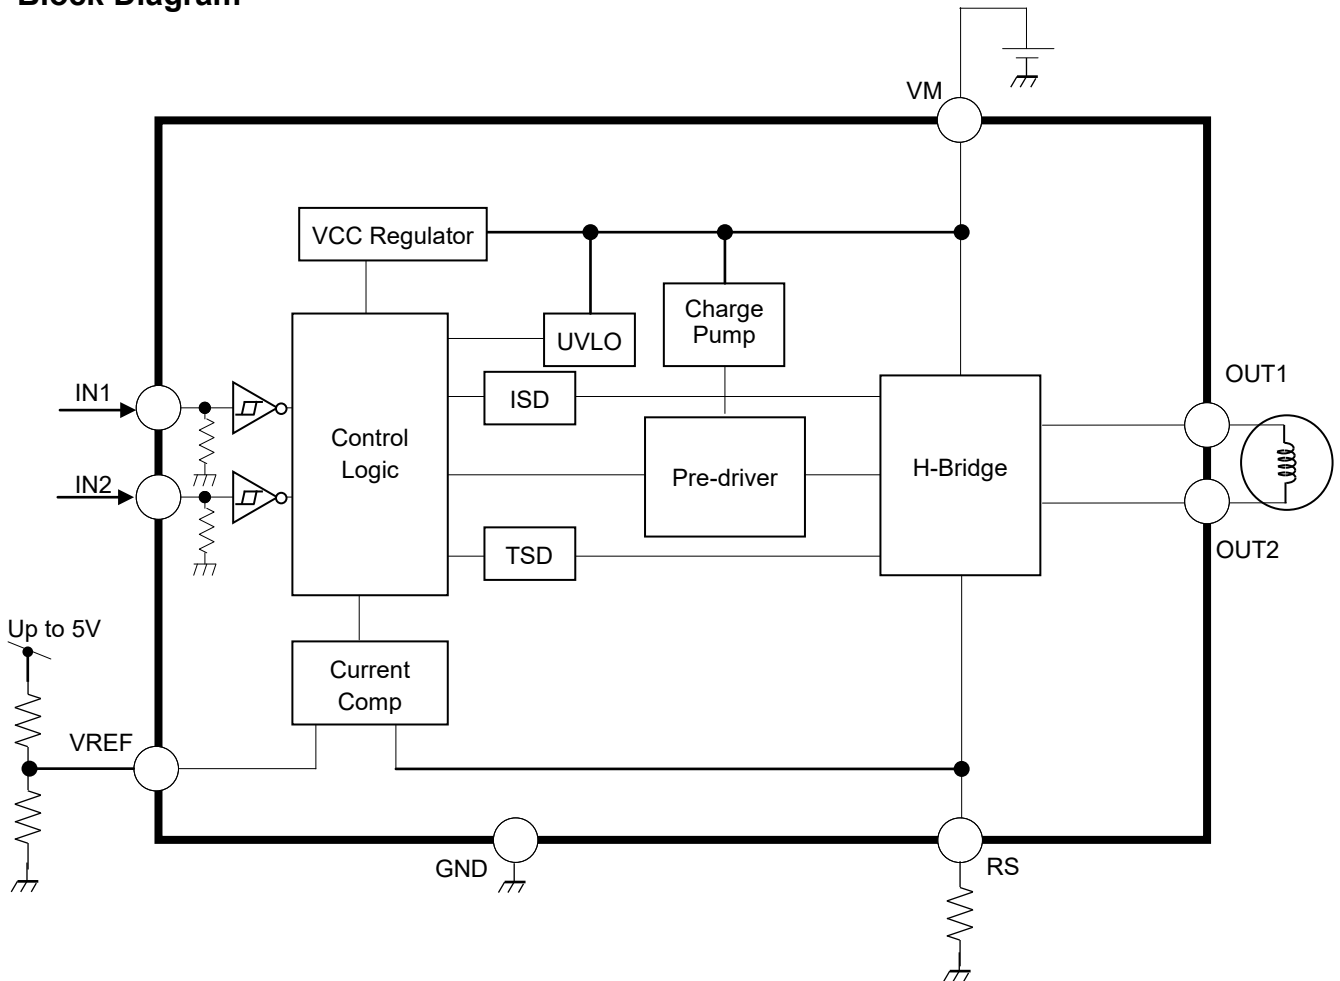 Block Diagram
VM
VCC Regulator
Charge
Pump
UVLO
OUT1
IN1
ISD
Control
Logic
H-Bridge
Pre-driver
IN2
TSD
OUT2
Up to 5V
Current
Comp
VREF
GND
RS